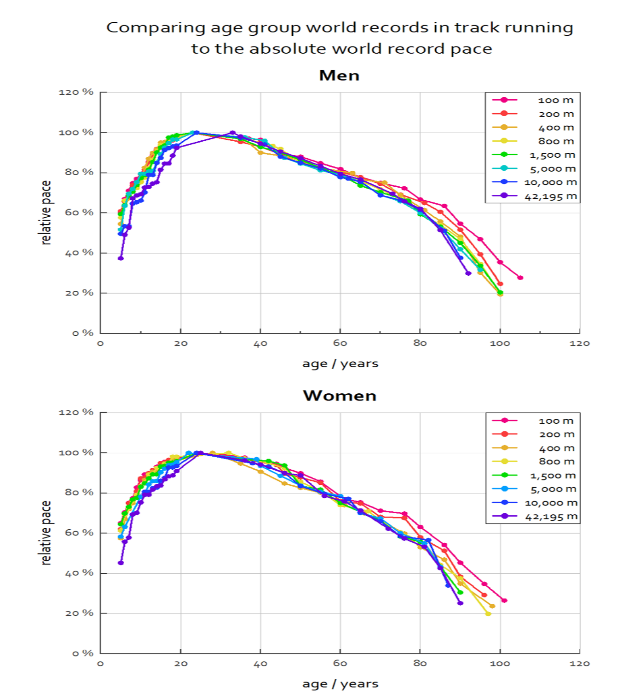 Comparing age group world records in track running
to the absolute world record pace
Men
120 %
100 %
80 %
60 %
40 %
20 %
0 %
relative pace
100 m
200 m
400 m
800 m
1,500 m
5,000 m
10,000 m
42,195 m
0 20 40 60 80 100 120
age / years
Women
120 %
100 %
80 %
60 %
40 %
20 %
0 %
relative pace
100 m
200 m
400 m
800 m
1,500 m
5,000 m
10,000 m
42,195 m
0 20 40 60 80 100 120
age / years